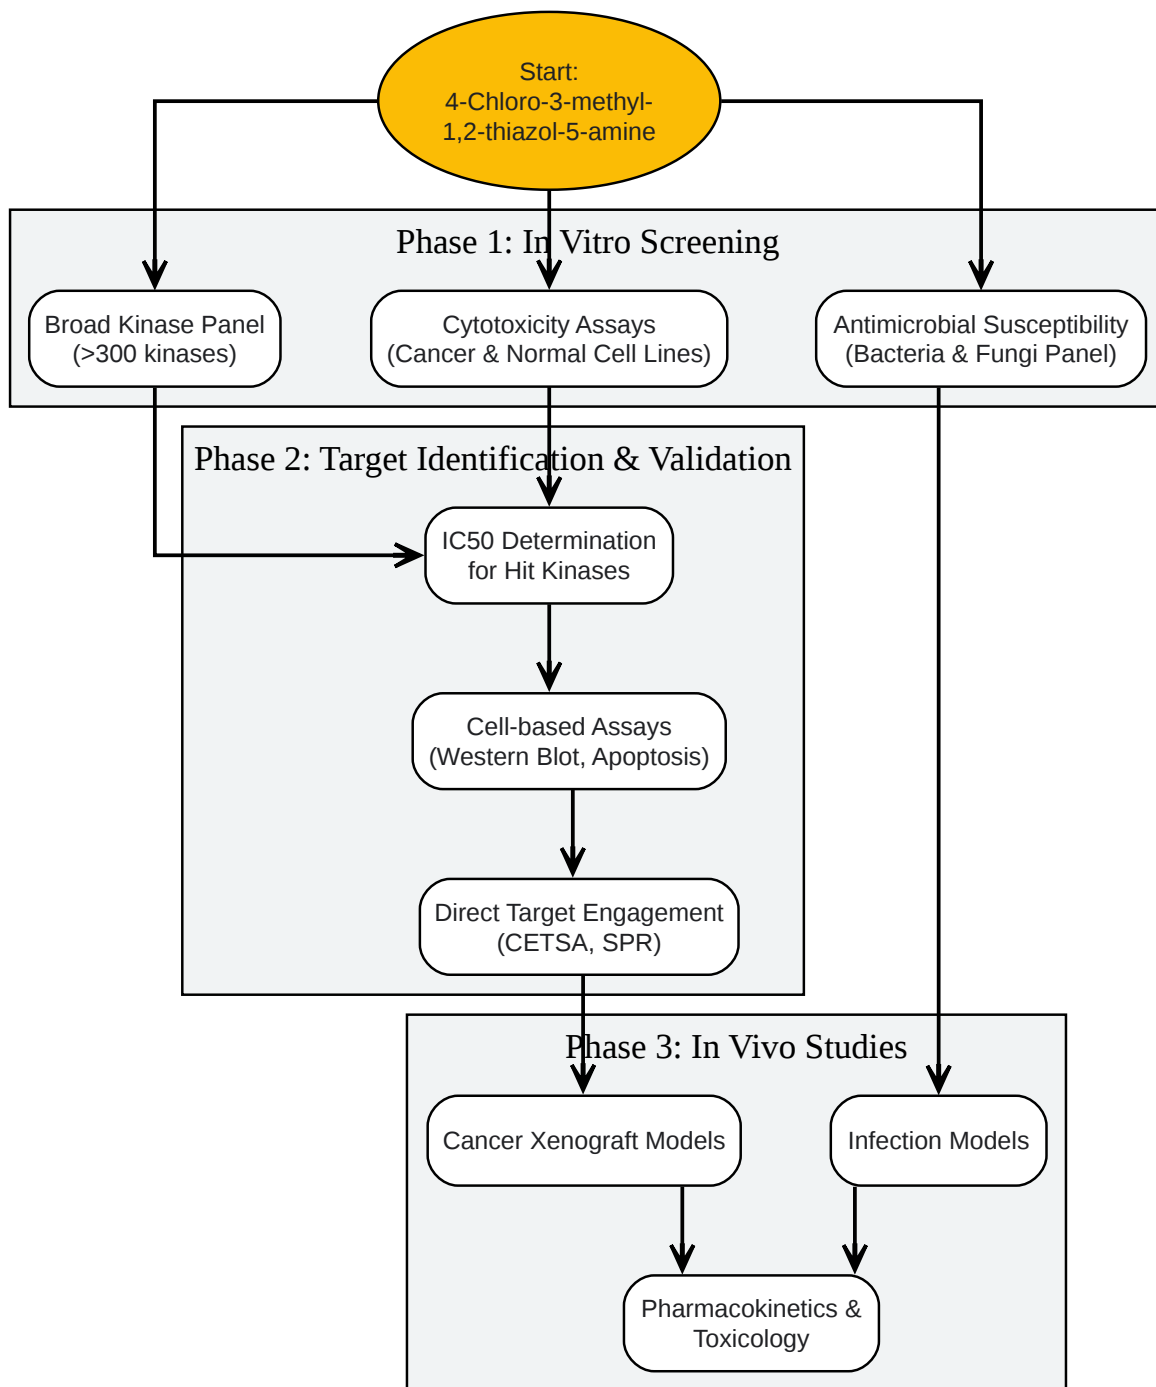 Start:
4-Chloro-3-methyl-
1,2-thiazol-5-amine
Phase 1: In Vitro Screening
Broad Kinase Panel
(>300 kinases)
Cytotoxicity Assays
(Cancer & Normal Cell Lines)
Antimicrobial Susceptibility
(Bacteria & Fungi Panel)
Phase 2: Target Identification & Validation
IC50 Determination
for Hit Kinases
Cell-based Assays
(Western Blot, Apoptosis)
Direct Target Engagement
(CETSA, SPR)
Phase 3: In Vivo Studies
Cancer Xenograft Models
Infection Models
Pharmacokinetics &
Toxicology